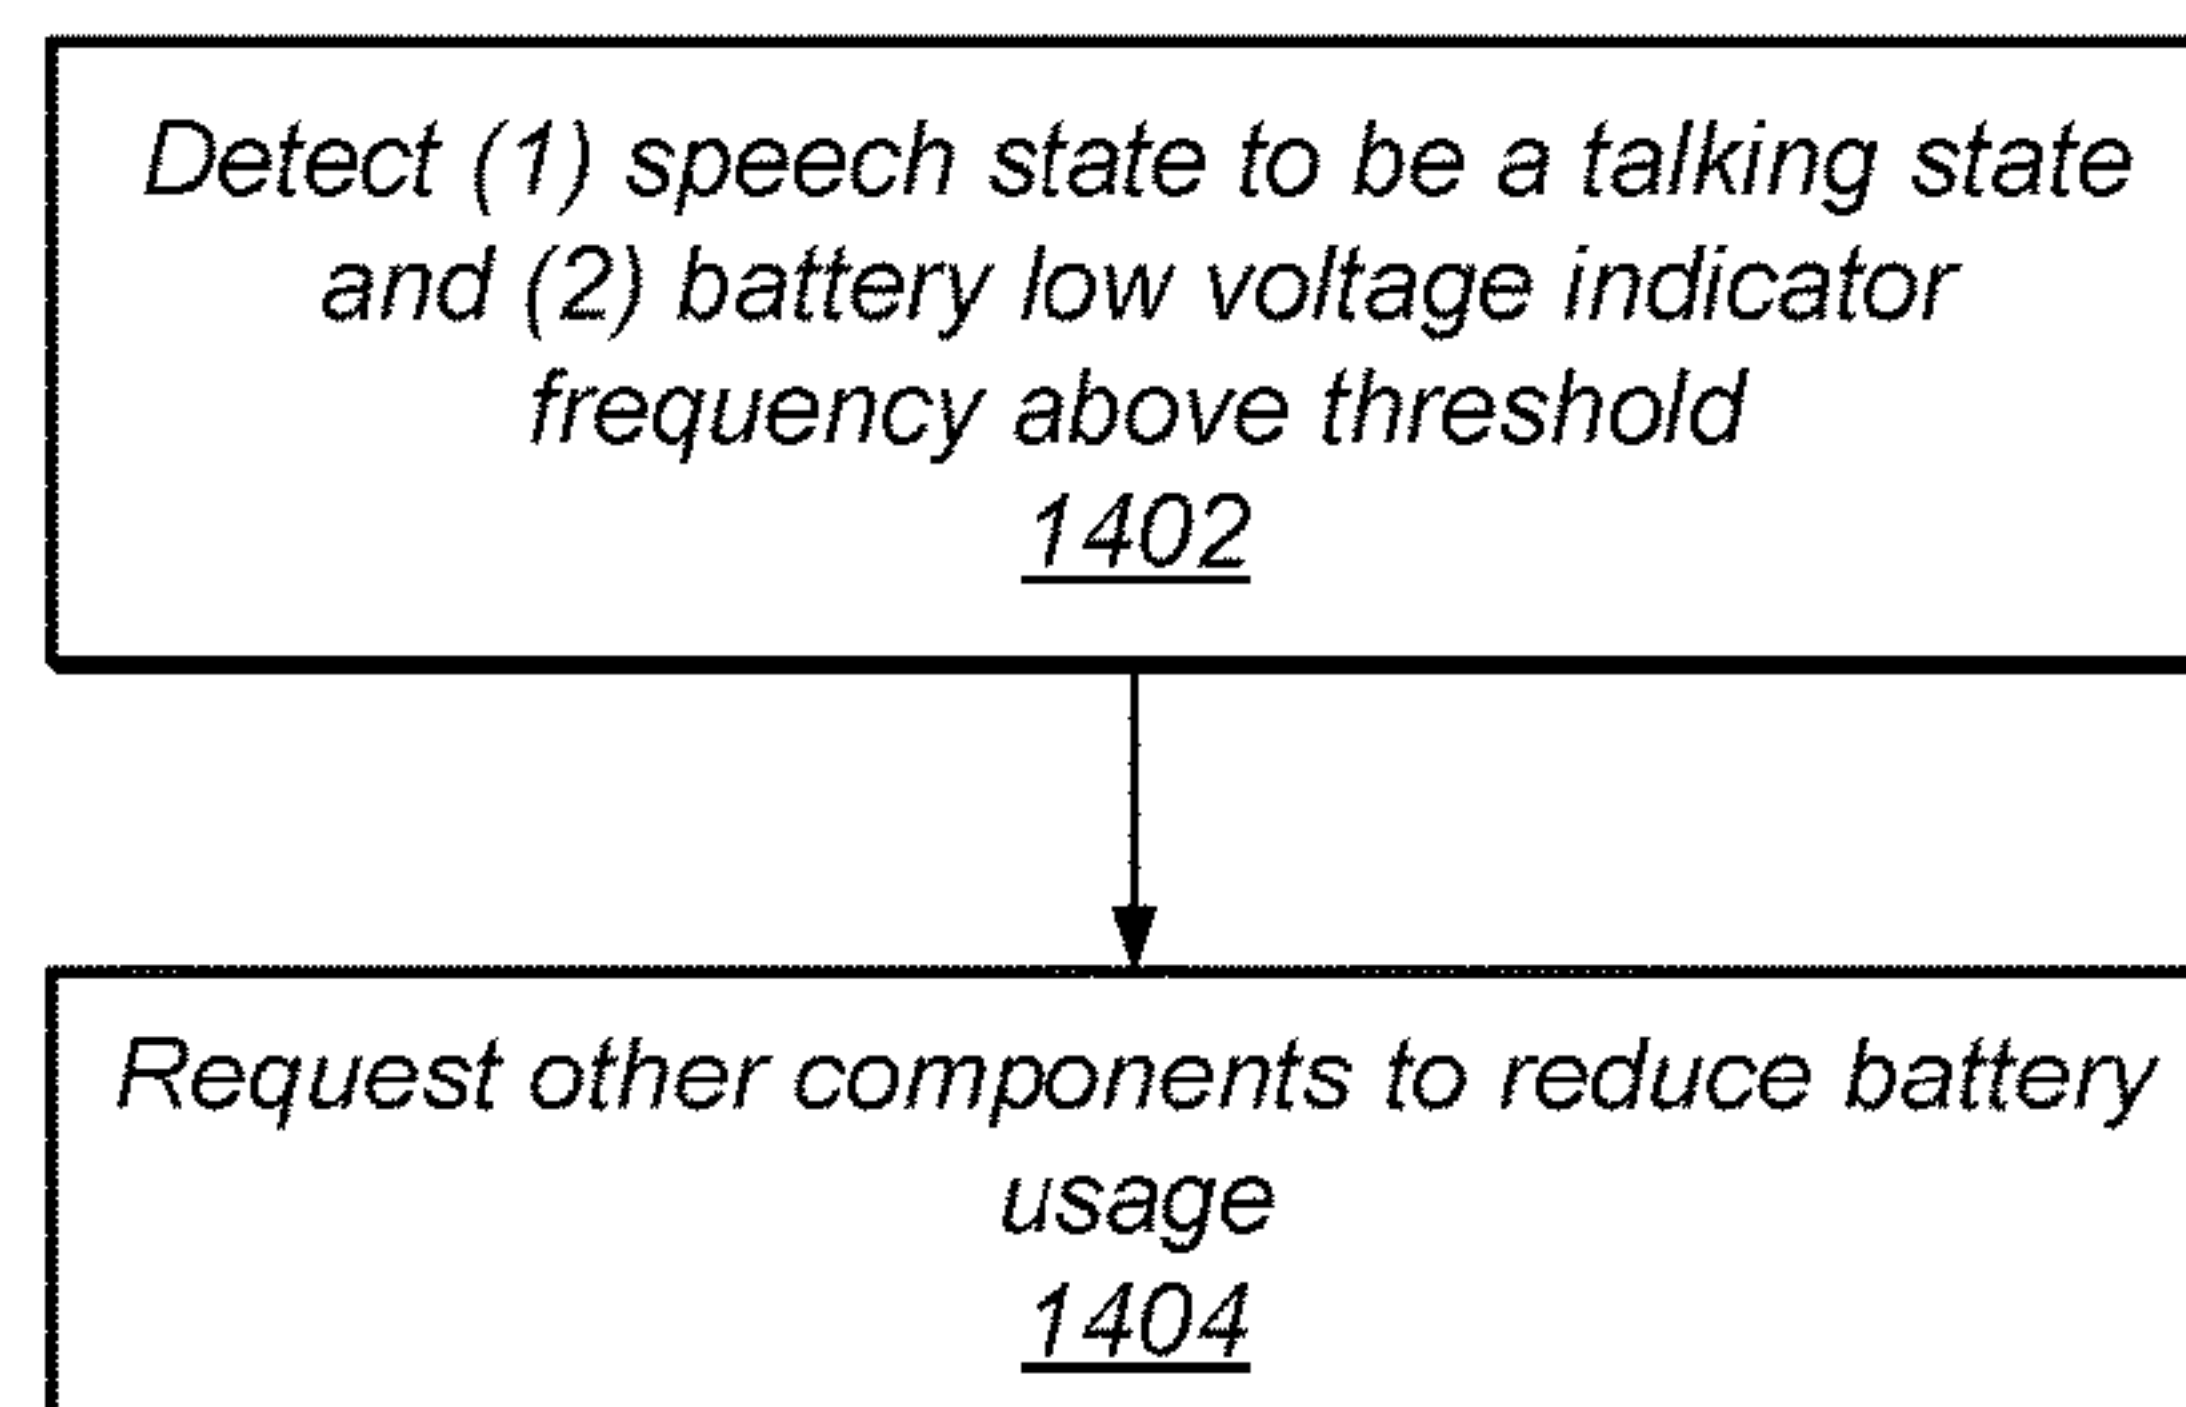 Detect (1) speech state to be a talking state
and (2) battery low voltage indicator
frequency above threshold
1402
Request other components to reduce battery
usage
1404